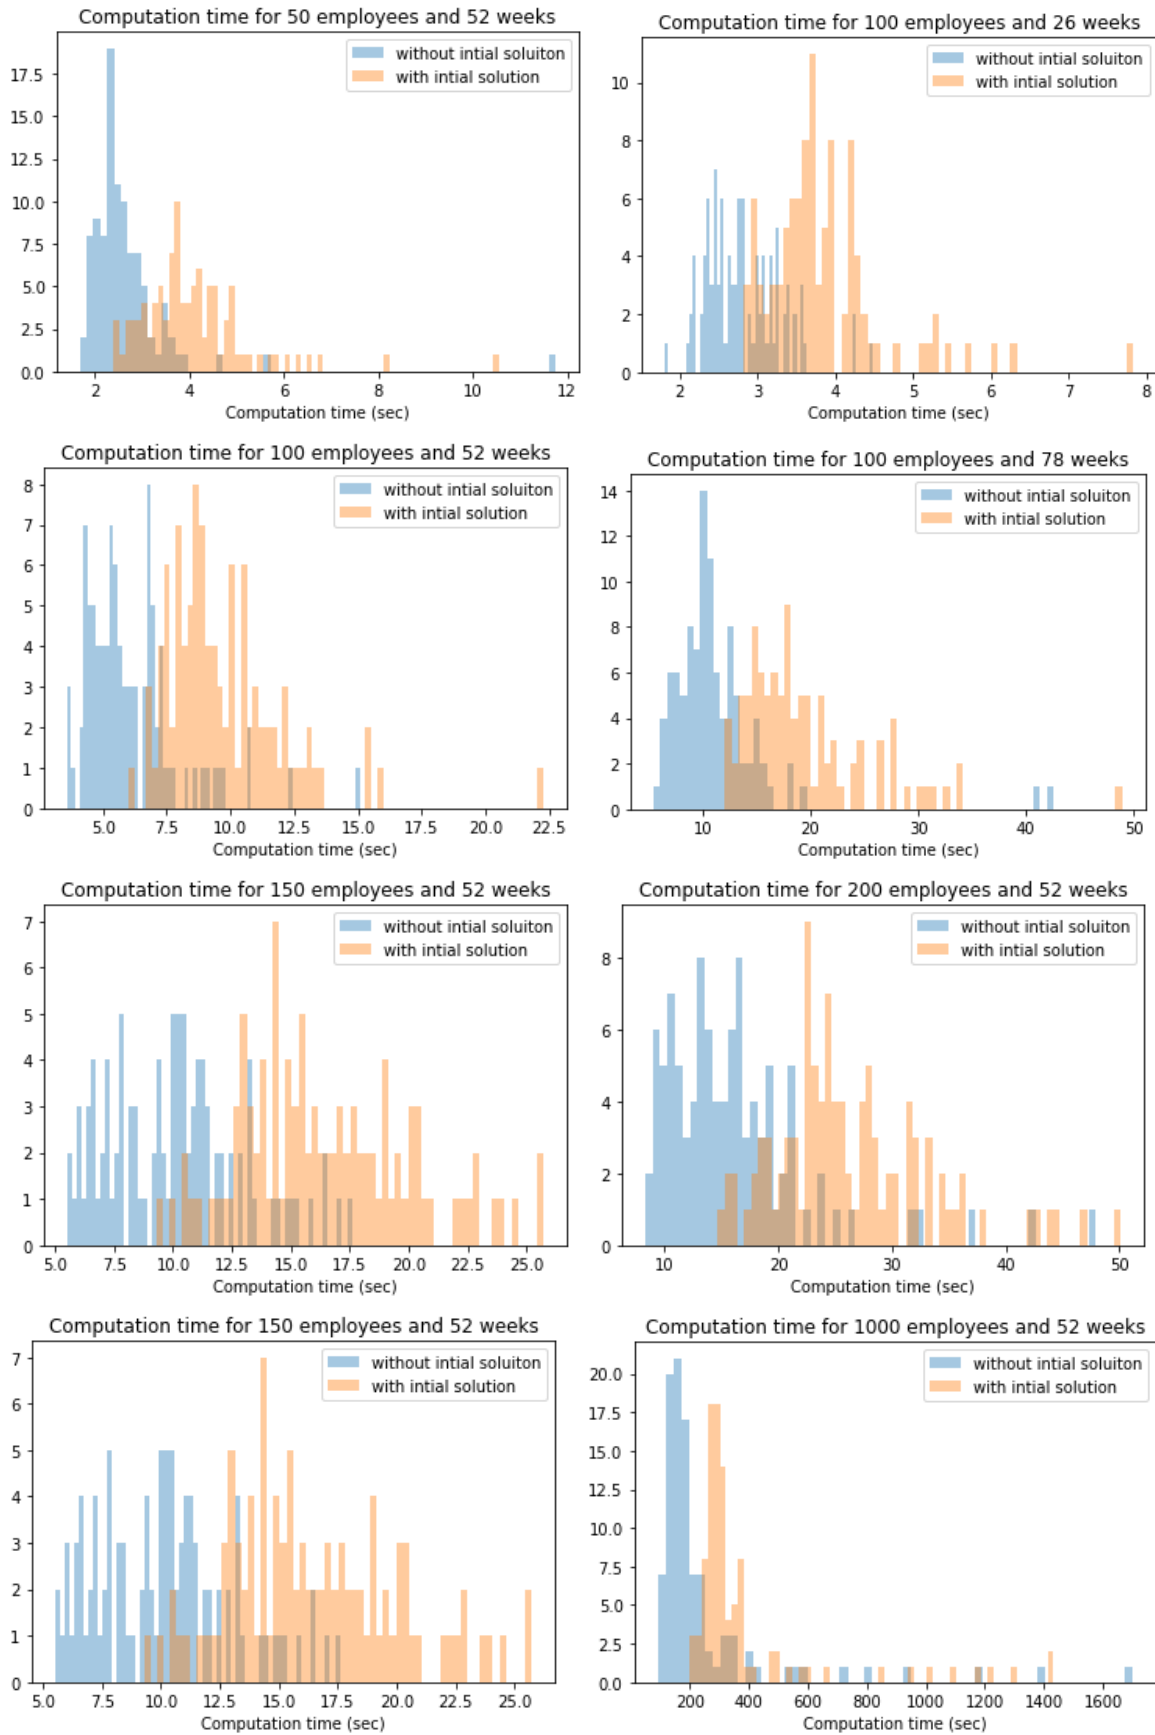 Computation time for 50 employees and 52 weeks
without intial soluiton
with intial solution
17.5
15.0
12.5
10.0
7.5
5.0
2.5
0.0
2 4 6 8 10 12
Computation time (sec)
Computation time for 100 employees and 26 weeks
without intial soluiton
with intial solution
10
8
6
4
2
0
2 3 4 5 6 7 8
Computation time (sec)
Computation time for 100 employees and 52 weeks
without intial soluiton
with intial solution
8
7
6
5
4
3
2
1
0
5.0 7.5 10.0 12.5 15.0 17.5 20.0 22.5
Computation time (sec)
Computation time for 100 employees and 78 weeks
without intial soluiton
with intial solution
14
12
10
8
6
4
2
0
10 20 30 40 50
Computation time (sec)
Computation time for 150 employees and 52 weeks
without intial soluiton
with intial solution
7
6
5
4
3
2
1
0
5.0 7.5 10.0 12.5 15.0 17.5 20.0 22.5 25.0
Computation time (sec)
Computation time for 200 employees and 52 weeks
without intial soluiton
with intial solution
8
6
4
2
0
10 20 30 40 50
Computation time (sec)
Computation time for 150 employees and 52 weeks
without intial soluiton
with intial solution
7
6
5
4
3
2
1
0
5.0 7.5 10.0 12.5 15.0 17.5 20.0 22.5 25.0
Computation time (sec)
Computation time for 1000 employees and 52 weeks
without intial soluiton
with intial solution
20.0
17.5
15.0
12.5
10.0
7.5
5.0
2.5
0.0
200 400 600 800 1000 1200 1400 1600
Computation time (sec)